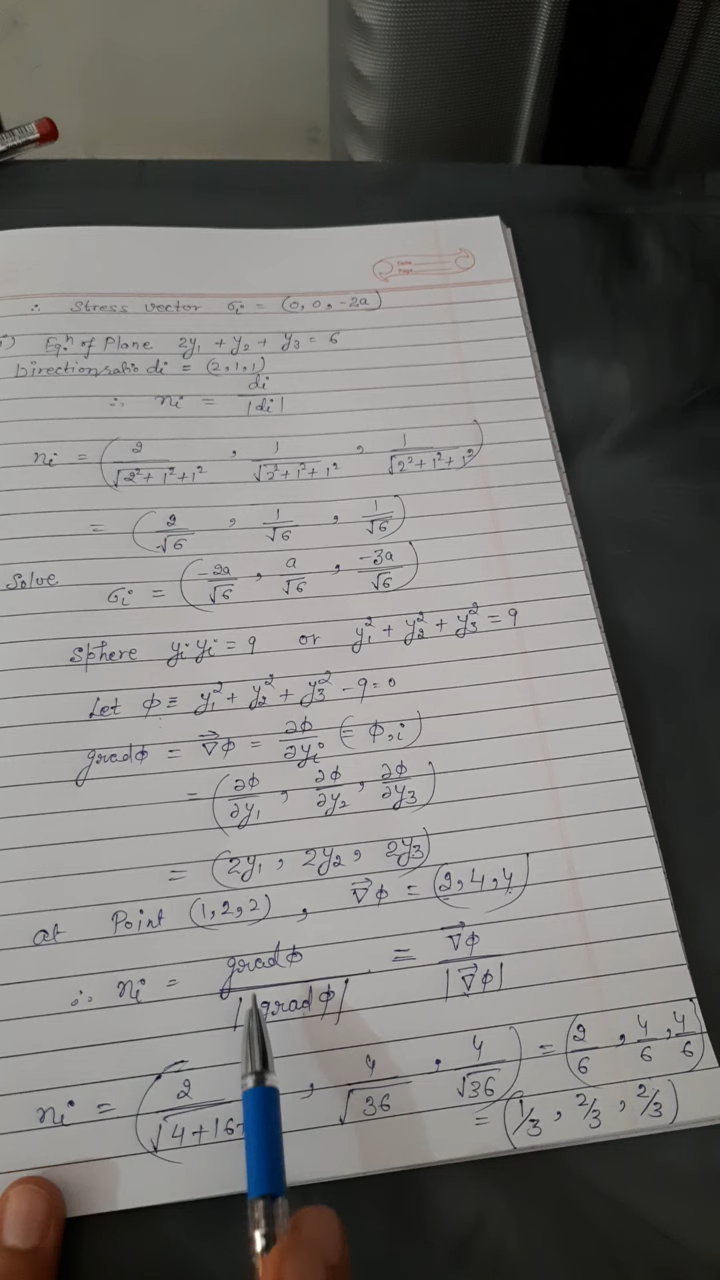 ∴ Stress vector σi = (0, 0, -2a)
) Eqⁿ of Plane 2y₁ + y₂ + y₃ = 6
Directionratio di = (2,1,1)
∴ ni = di / |di|
ni = (2/√(2²+1²+1²), 1/√(2²+1²+1²), 1/√(2²+1²+1²))
= (2/√6, 1/√6, 1/√6)
Solve σi = (-2a/√6, a/√6, -3a/√6)
Sphere yi yi = 9 or y₁² + y₂² + y₃² = 9
Let ϕ ≡ y₁² + y₂² + y₃² - 9 = 0
gradϕ = ∇⃗ϕ = ∂ϕ/∂yi (= ϕ,i)
= (∂ϕ/∂y₁, ∂ϕ/∂y₂, ∂ϕ/∂y₃)
= (2y₁, 2y₂, 2y₃)
at Point (1,2,2), ∇⃗ϕ = (2,4,4)
∴ ni = gradϕ / |gradϕ| = ∇⃗ϕ / |∇⃗ϕ|
ni = (2/√(4+16+, 4/√36, 4/√36) = (2/6, 4/6, 4/6)
= (1/3, 2/3, 2/3)